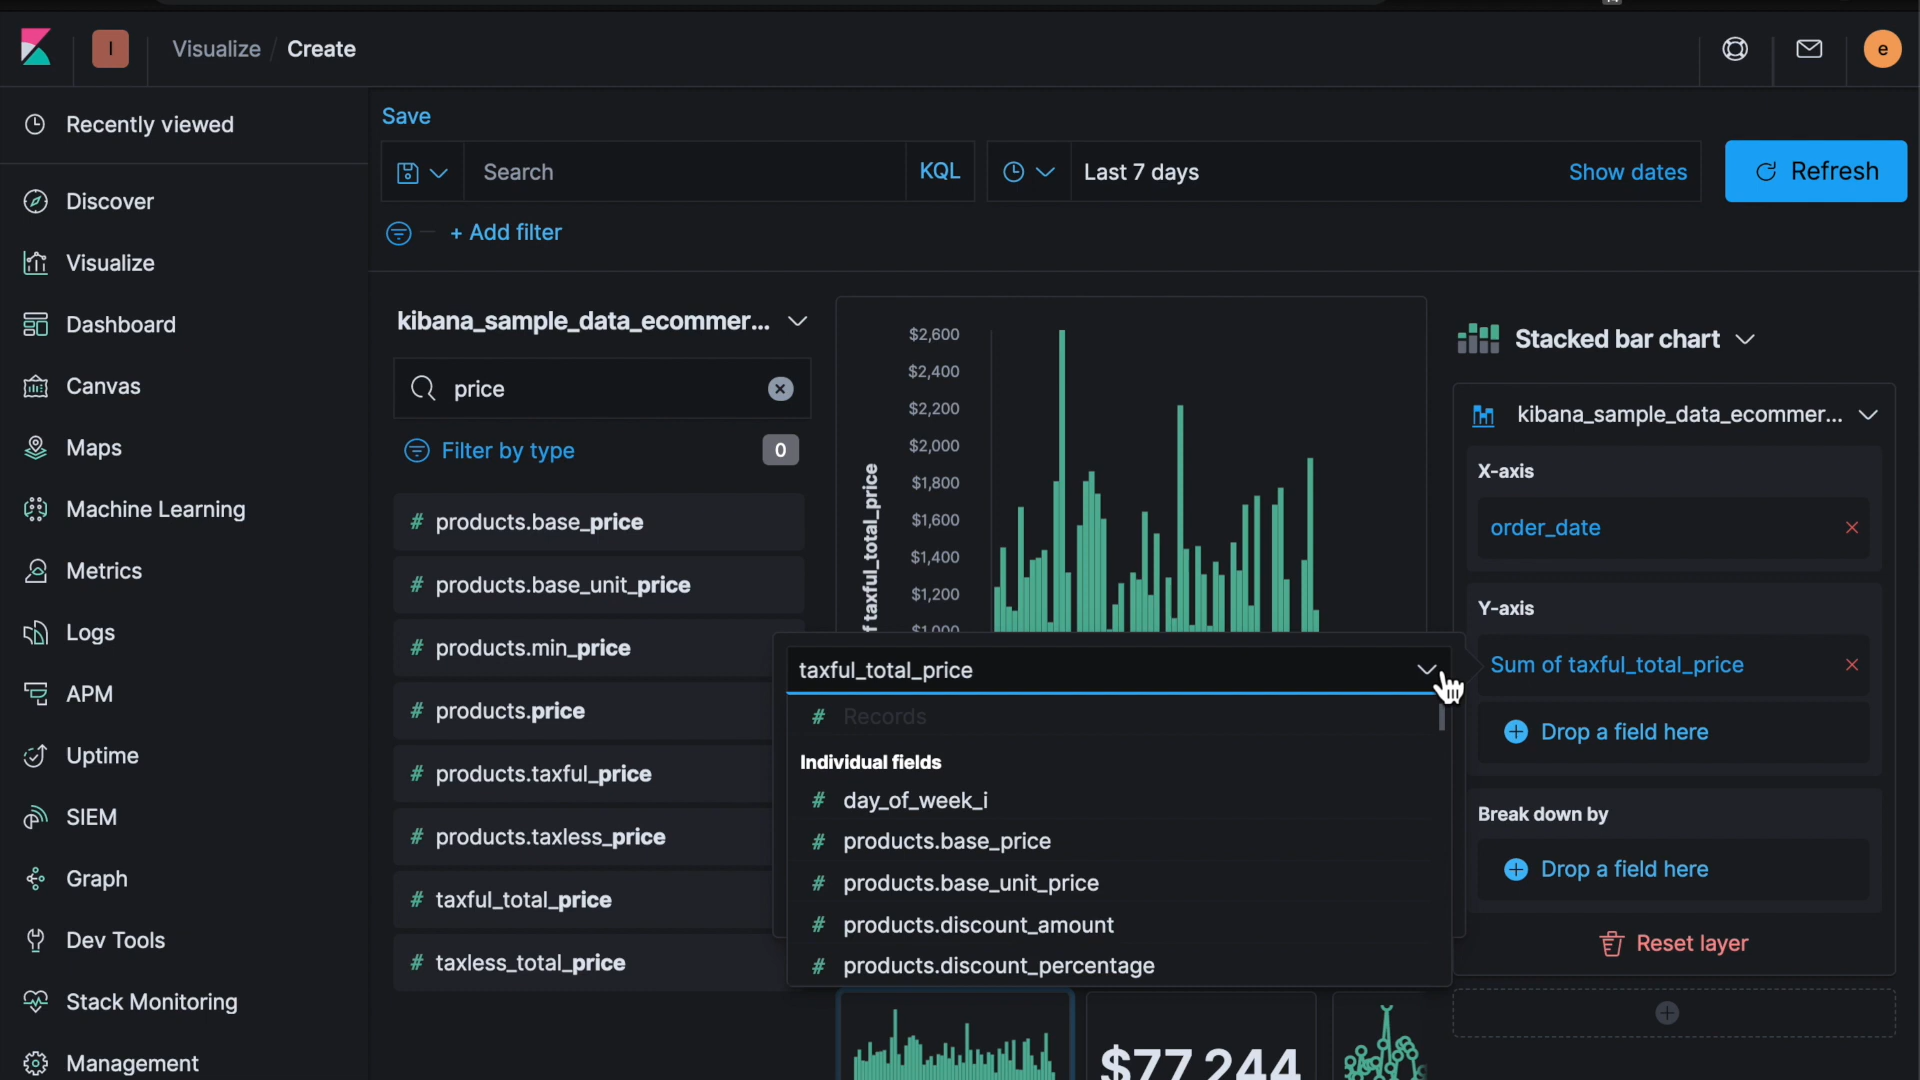 I
Visualize / Create
e
Recently viewed
Discover
Visualize
Dashboard
Canvas
Maps
Machine Learning
Metrics
Logs
APM
Uptime
SIEM
Graph
Dev Tools
Stack Monitoring
Management
Save
Search
KQL
Last 7 days
Show dates
Refresh
+ Add filter
kibana_sample_data_ecommer...
price
Filter by type
0
# products.base_price
# products.base_unit_price
# products.min_price
# products.price
# products.taxful_price
# products.taxless_price
# taxful_total_price
# taxless_total_price
f taxful_total_price
$2,600
$2,400
$2,200
$2,000
$1,800
$1,600
$1,400
$1,200
$1,000
taxful_total_price
# Records
Individual fields
# day_of_week_i
# products.base_price
# products.base_unit_price
# products.discount_amount
# products.discount_percentage
$77,244
Stacked bar chart
kibana_sample_data_ecommer...
X-axis
order_date
Y-axis
Sum of taxful_total_price
Drop a field here
Break down by
Drop a field here
Reset layer